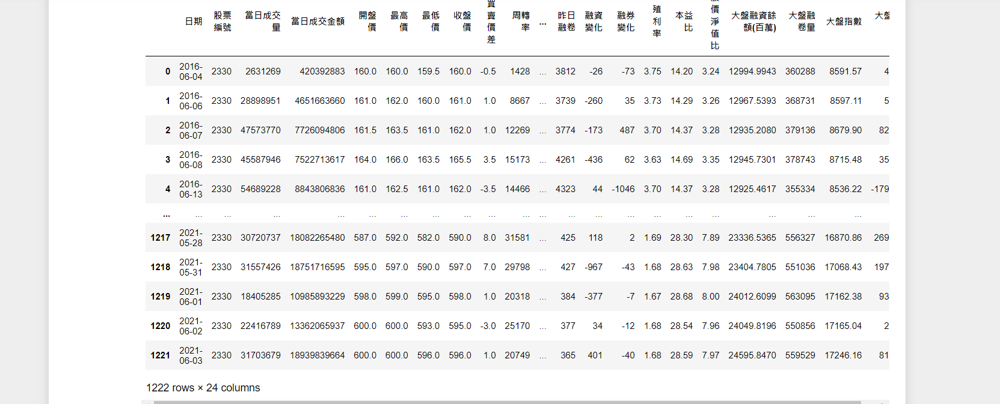 日期 股票編號 當日成交量 當日成交金額 開盤價 最高價 最低價 收盤價 買賣價差 周轉率 ... 昨日融卷 融資變化 融券變化 殖利率 本益比 股價淨值比 大盤融資餘額(百萬) 大盤融卷量 大盤指數 大盤
0 2016-06-04 2330 2631269 420392883 160.0 160.0 159.5 160.0 -0.5 1428 ... 3812 -26 -73 3.75 14.20 3.24 12994.9943 360288 8591.57 4
1 2016-06-06 2330 28898951 4651663660 161.0 162.0 160.0 161.0 1.0 8667 ... 3739 -260 35 3.73 14.29 3.26 12967.5393 368731 8597.11 5
2 2016-06-07 2330 47573770 7726094806 161.5 163.5 161.0 162.0 1.0 12269 ... 3774 -173 487 3.70 14.37 3.28 12935.2080 379136 8679.90 82
3 2016-06-08 2330 45587946 7522713617 164.0 166.0 163.5 165.5 3.5 15173 ... 4261 -436 62 3.63 14.69 3.35 12945.7301 378743 8715.48 35
4 2016-06-13 2330 54689228 8843806836 161.0 162.5 161.0 162.0 -3.5 14466 ... 4323 44 -1046 3.70 14.37 3.28 12925.4617 355334 8536.22 -179
... ... ... ... ... ... ... ... ... ... ... ... ... ... ... ... ... ... ... ... ...
1217 2021-05-28 2330 30720737 18082265480 587.0 592.0 582.0 590.0 8.0 31581 ... 425 118 2 1.69 28.30 7.89 23336.5365 556327 16870.86 269
1218 2021-05-31 2330 31557426 18751716595 595.0 597.0 590.0 597.0 7.0 29798 ... 427 -967 -43 1.68 28.63 7.98 23404.7805 551036 17068.43 197
1219 2021-06-01 2330 18405285 10985893229 598.0 599.0 595.0 598.0 1.0 20318 ... 384 -377 -7 1.67 28.68 8.00 24012.6099 563095 17162.38 93
1220 2021-06-02 2330 22416789 13362065937 600.0 600.0 593.0 595.0 -3.0 25170 ... 377 34 -12 1.68 28.54 7.96 24049.8196 550856 17165.04 2
1221 2021-06-03 2330 31703679 18939839664 600.0 600.0 596.0 596.0 1.0 20749 ... 365 401 -40 1.68 28.59 7.97 24595.8470 559529 17246.16 81
1222 rows × 24 columns